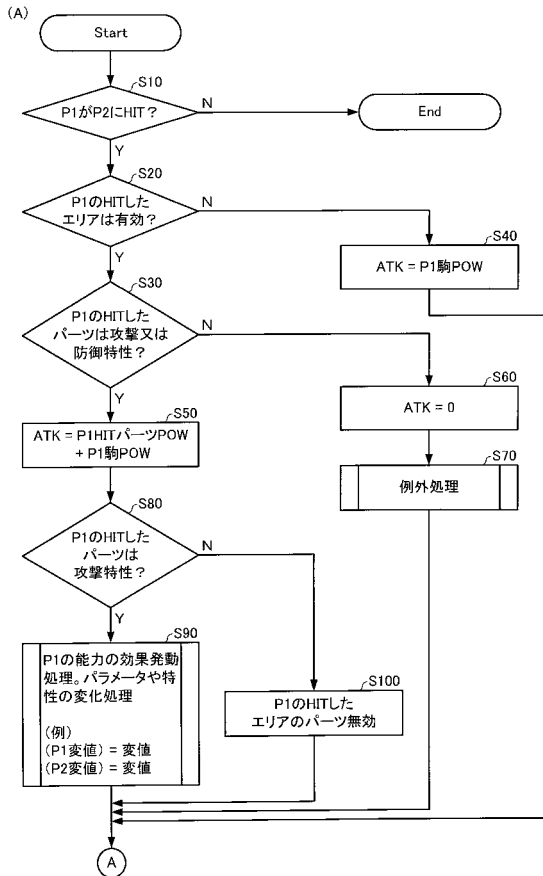 (A)
Start
S10
P1がP2にHIT？
N
End
Y
S20
P1のHITした
エリアは有効？
N
S40
ATK = P1駒POW
Y
S30
P1のHITした
パーツは攻撃又は
防御特性？
N
S60
ATK = 0
Y
S50
ATK = P1HITパーツPOW
+ P1駒POW
S70
例外処理
S80
P1のHITした
パーツは
攻撃特性？
N
Y
S90
P1の能力の効果発動
処理。パラメータや特
性の変化処理
(例)
(P1変値) = 変値
(P2変値) = 変値
S100
P1のHITした
エリアのパーツ無効
A